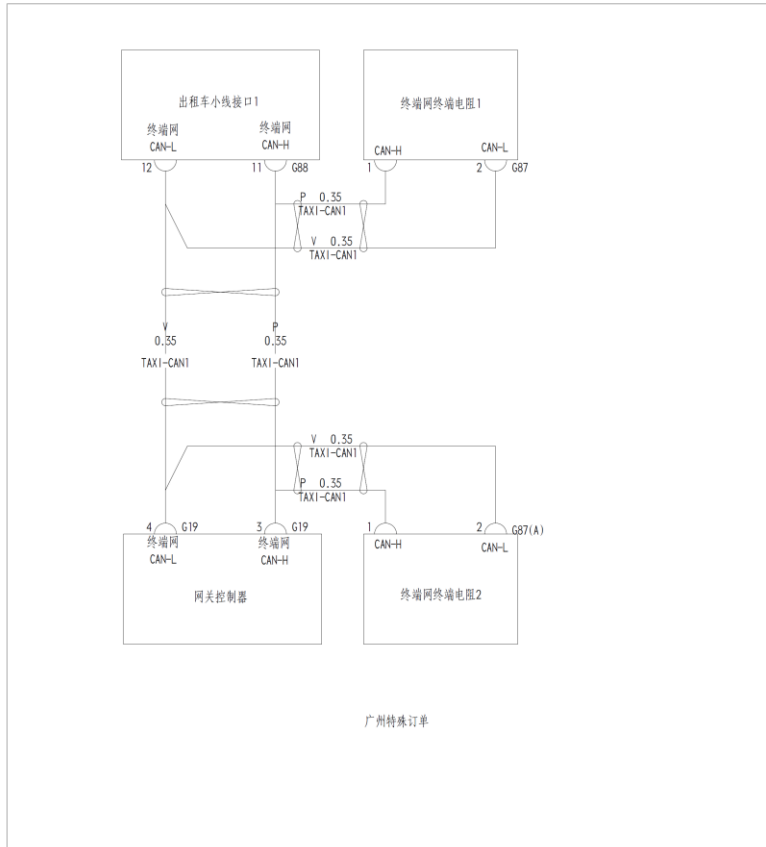 出租车小线接口1
终端网
CAN-L
终端网
CAN-H
12
11
G88
终端网终端电阻1
CAN-H
CAN-L
1
2
G87
P 0.35
TAXI-CAN1
V 0.35
TAXI-CAN1
V
0.35
TAXI-CAN1
P
0.35
TAXI-CAN1
V 0.35
TAXI-CAN1
P 0.35
TAXI-CAN1
4
G19
3
G19
终端网
CAN-L
终端网
CAN-H
网关控制器
1
2
G87(A)
CAN-H
CAN-L
终端网终端电阻2
广州特殊订单